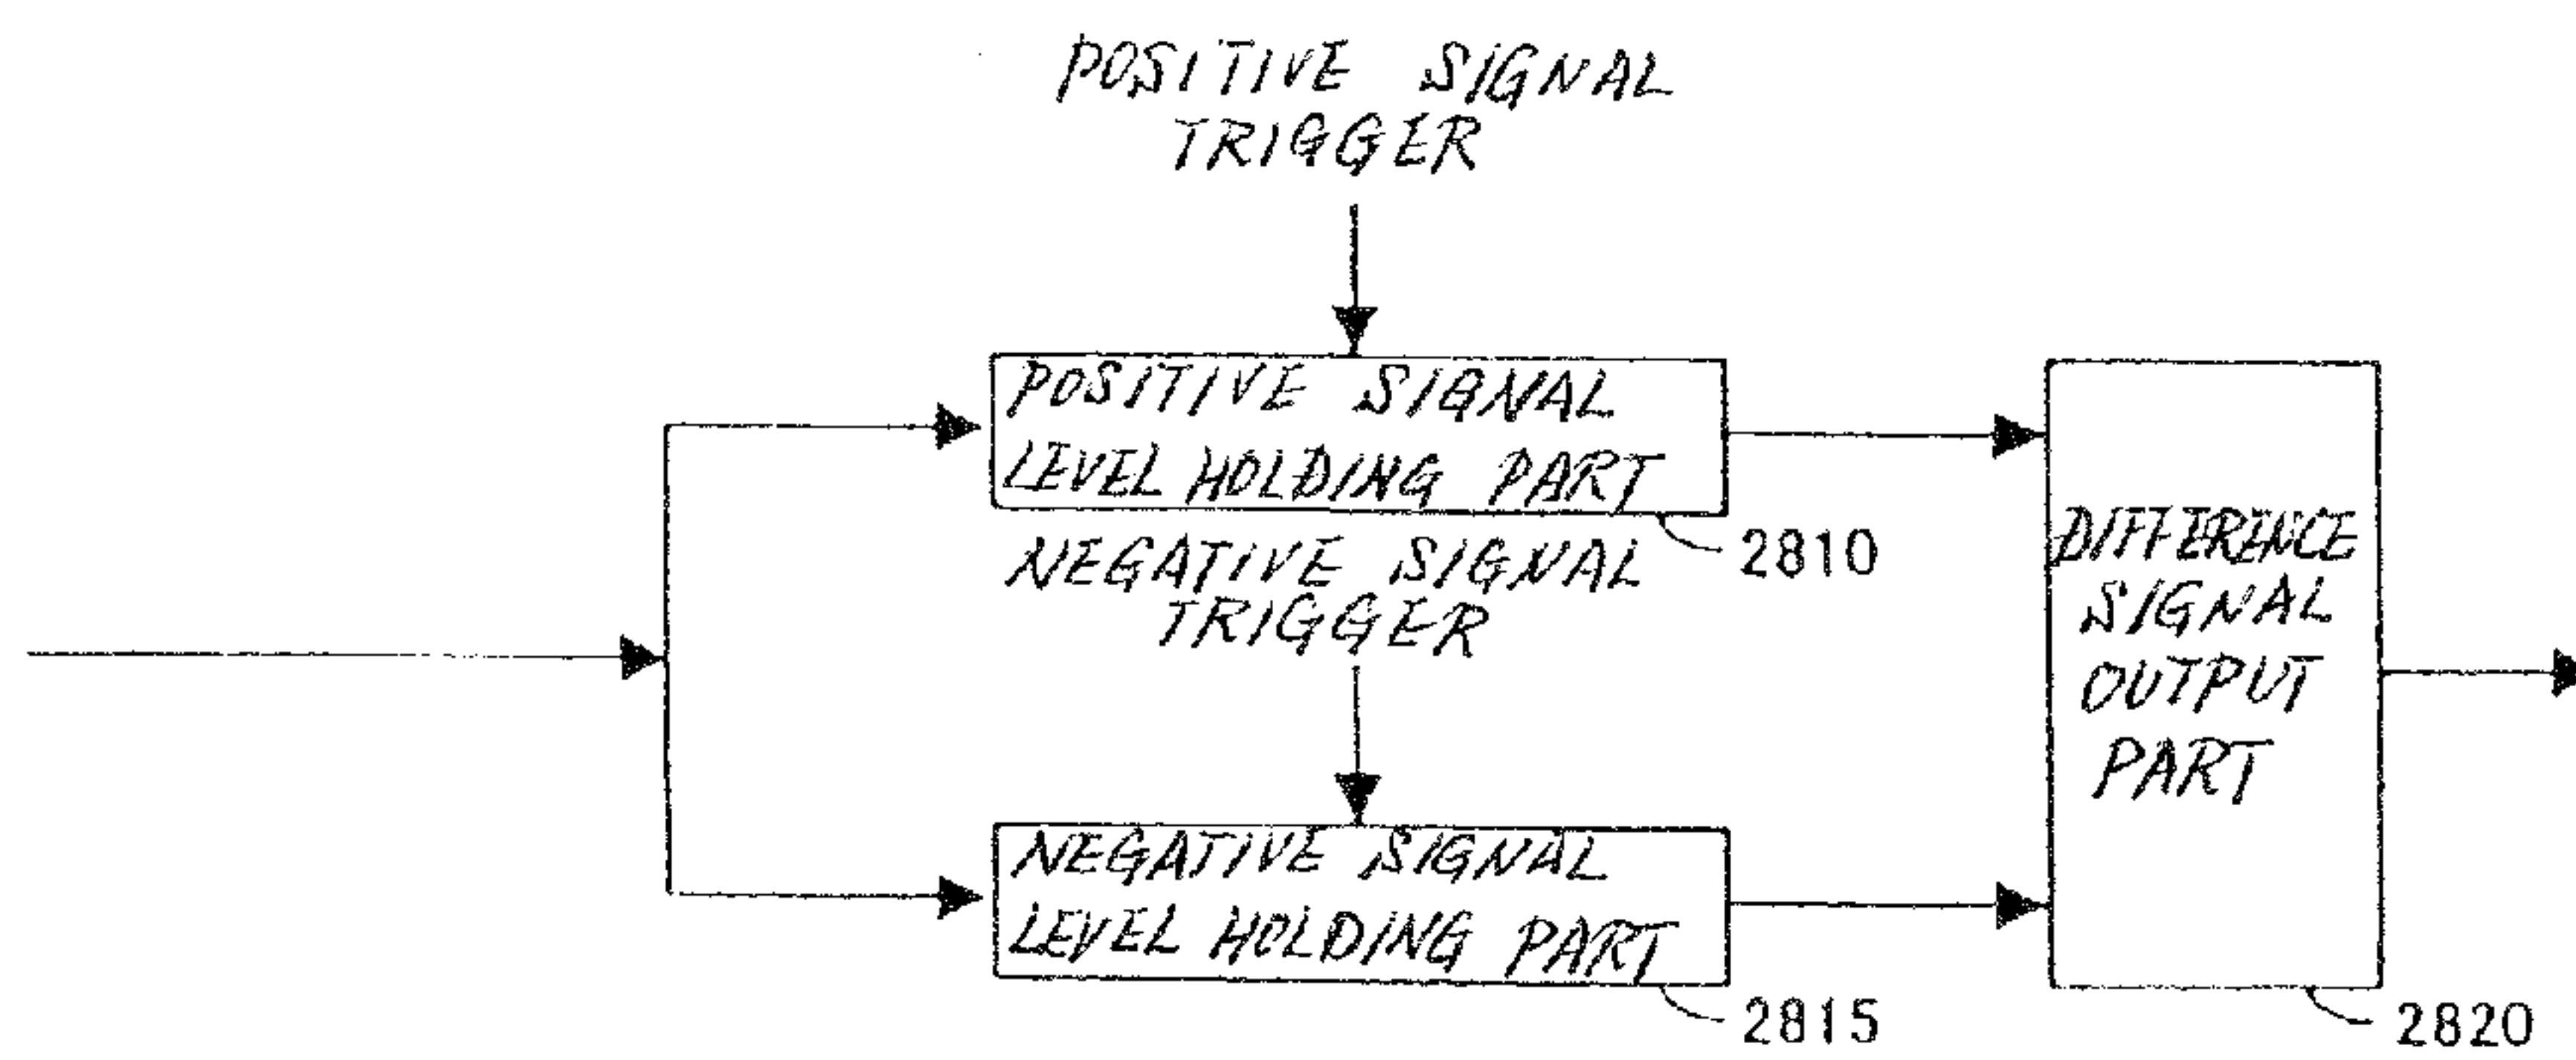 POSITIVE SIGNAL
TRIGGER
POSITIVE SIGNAL
LEVEL HOLDING PART
2810
NEGATIVE SIGNAL
TRIGGER
NEGATIVE SIGNAL
LEVEL HOLDING PART
2815
DIFFERENCE
SIGNAL
OUTPUT
PART
2820